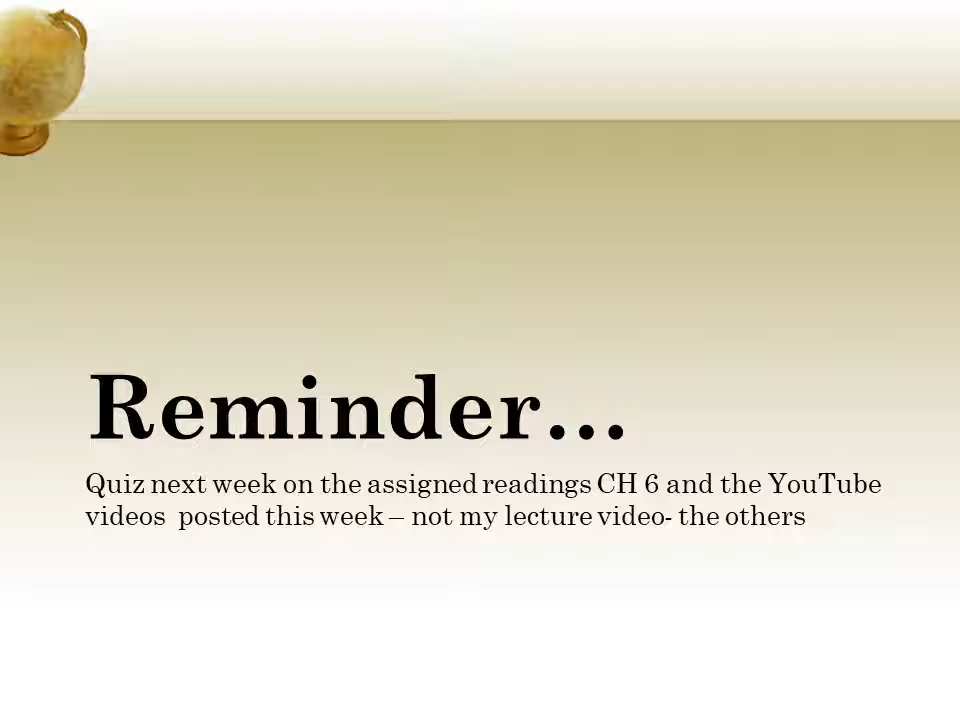 Reminder…
Quiz next week on the assigned readings CH 6 and the YouTube
videos  posted this week – not my lecture video- the others